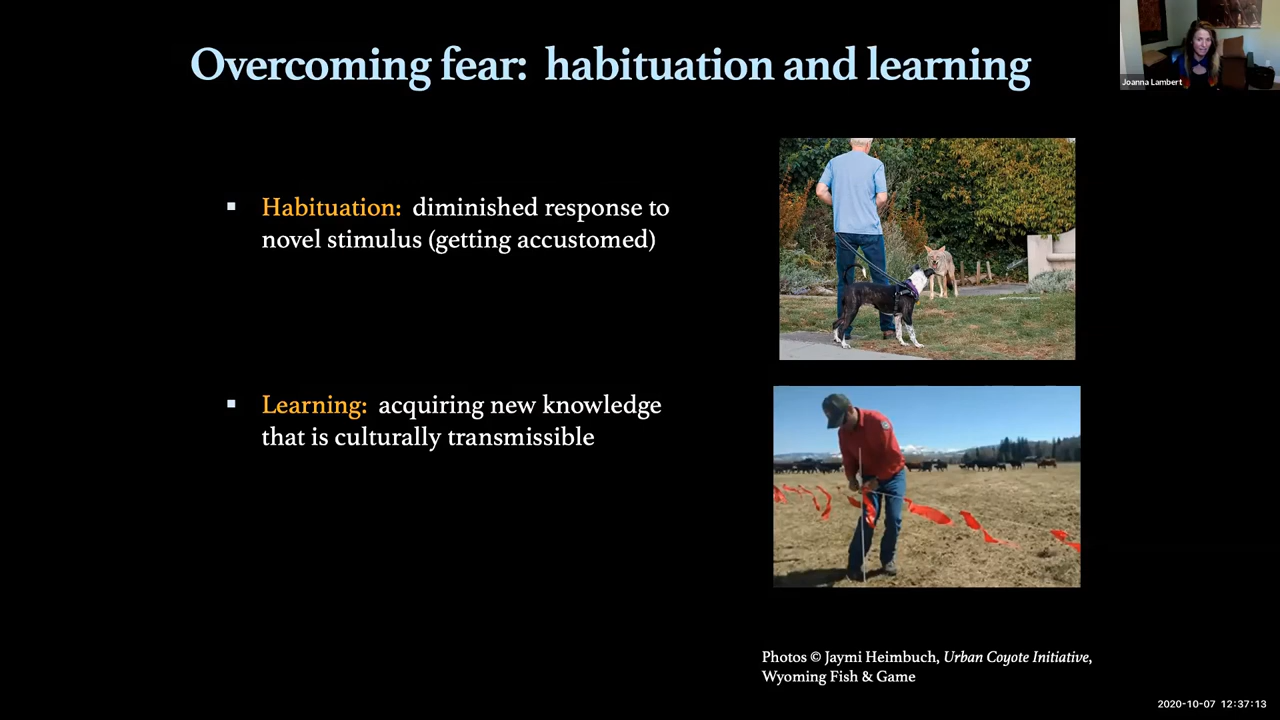 Overcoming fear: habituation and learning
Joanna Lambert
▪ Habituation: diminished response to
novel stimulus (getting accustomed)
▪ Learning: acquiring new knowledge
that is culturally transmissible
Photos © Jaymi Heimbuch, Urban Coyote Initiative,
Wyoming Fish & Game
2020-10-07 12:37:13